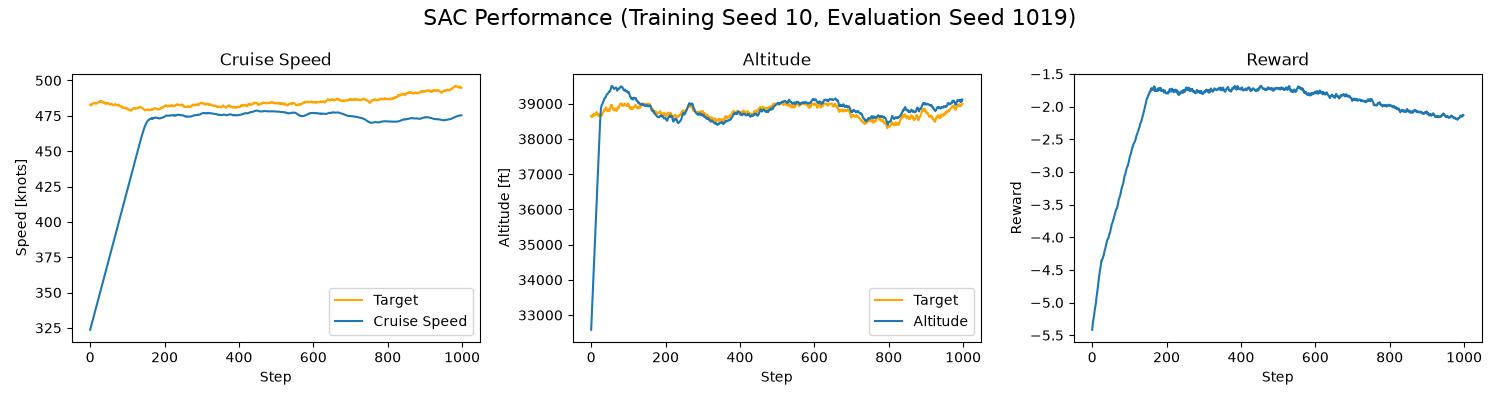 SAC Performance (Training Seed 10, Evaluation Seed 1019)
Cruise Speed
Speed [knots]
500
475
450
425
400
375
350
325
0 200 400 600 800 1000
Step
Target
Cruise Speed
Altitude
Altitude [ft]
39000
38000
37000
36000
35000
34000
33000
0 200 400 600 800 1000
Step
Target
Altitude
Reward
Reward
−1.5
−2.0
−2.5
−3.0
−3.5
−4.0
−4.5
−5.0
−5.5
0 200 400 600 800 1000
Step